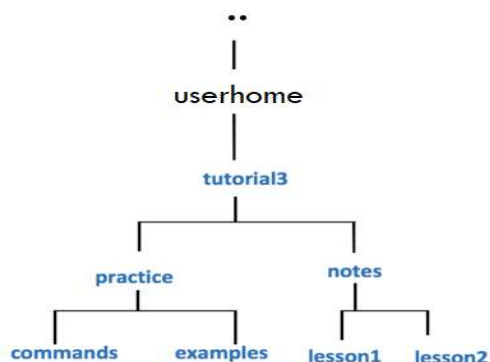 ..
userhome
tutorial3
practice notes
commands examples lesson1 lesson2